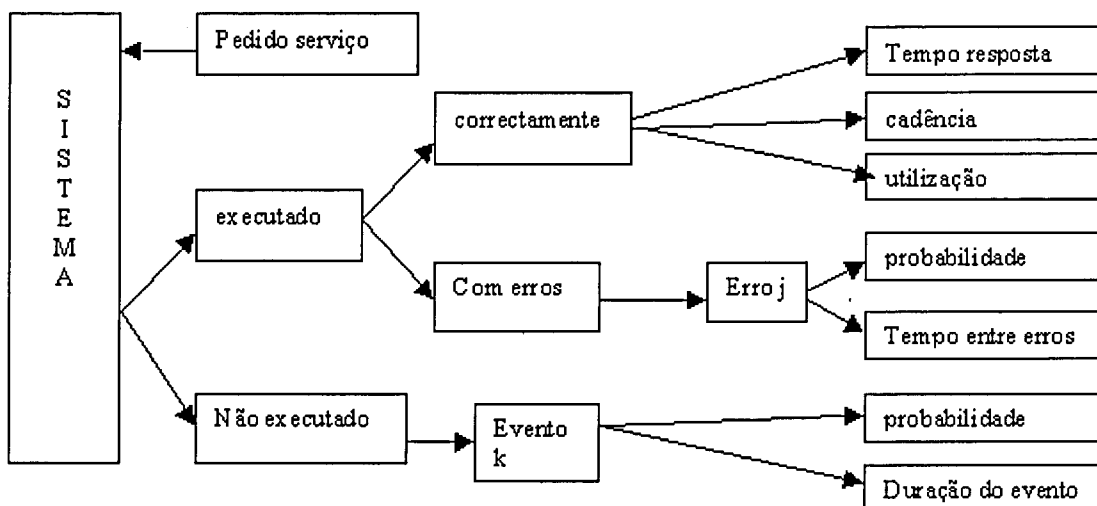 SISTEMA
Pedido serviço
executado
Não executado
correctamente
Com erros
Erro j
Evento
k
Tempo resposta
cadência
utilização
probabilidade
Tempo entre erros
probabilidade
Duração do evento